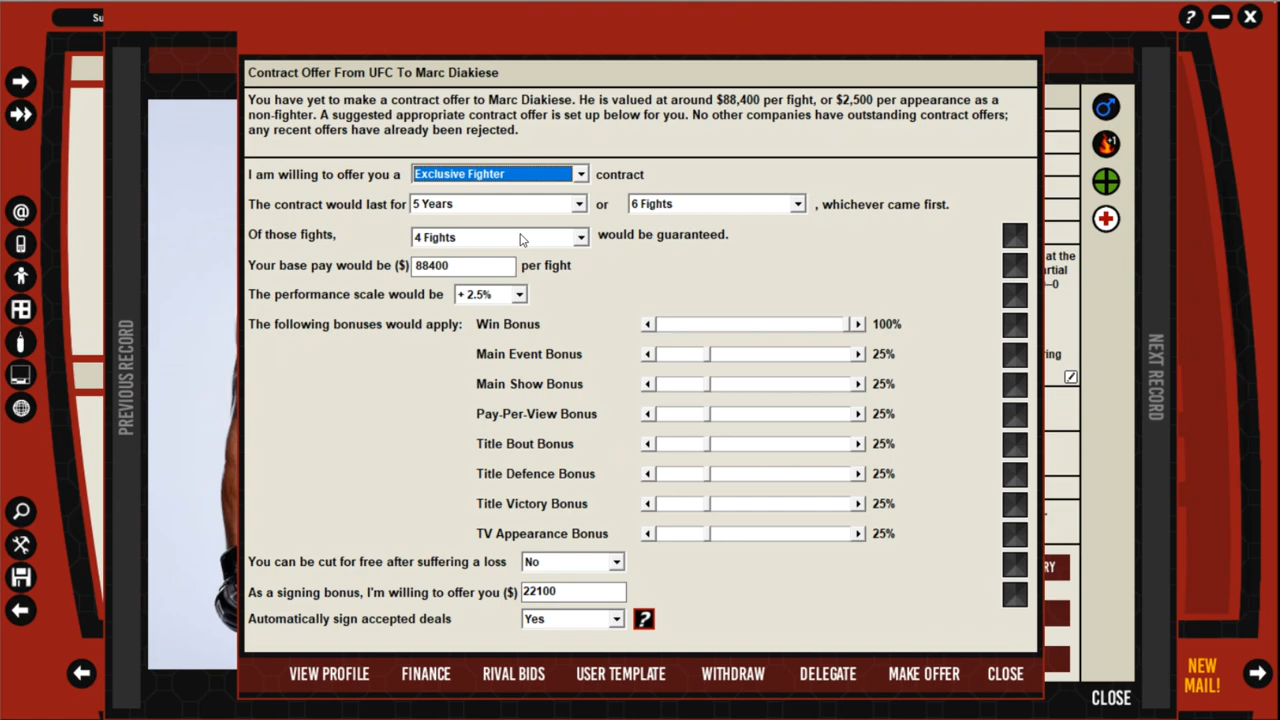 Su
Contract Offer From UFC To Marc Diakiese
You have yet to make a contract offer to Marc Diakiese. He is valued at around $88,400 per fight, or $2,500 per appearance as a
non-fighter. A suggested appropriate contract offer is set up below for you. No other companies have outstanding contract offers;
any recent offers have already been rejected.
I am willing to offer you a Exclusive Fighter contract
The contract would last for 5 Years or 6 Fights , whichever came first.
Of those fights, 4 Fights would be guaranteed.
Your base pay would be ($) 88400 per fight
The performance scale would be + 2.5%
The following bonuses would apply: Win Bonus 100%
Main Event Bonus 25%
Main Show Bonus 25%
Pay-Per-View Bonus 25%
Title Bout Bonus 25%
Title Defence Bonus 25%
Title Victory Bonus 25%
TV Appearance Bonus 25%
You can be cut for free after suffering a loss No
As a signing bonus, I'm willing to offer you ($) 22100
Automatically sign accepted deals Yes ?
VIEW PROFILE FINANCE RIVAL BIDS USER TEMPLATE WITHDRAW DELEGATE MAKE OFFER CLOSE
PREVIOUS RECORD
NEXT RECORD
+1
at the
rtial
–0
ring
RY
CLOSE
NEW
MAIL!
? – X
@